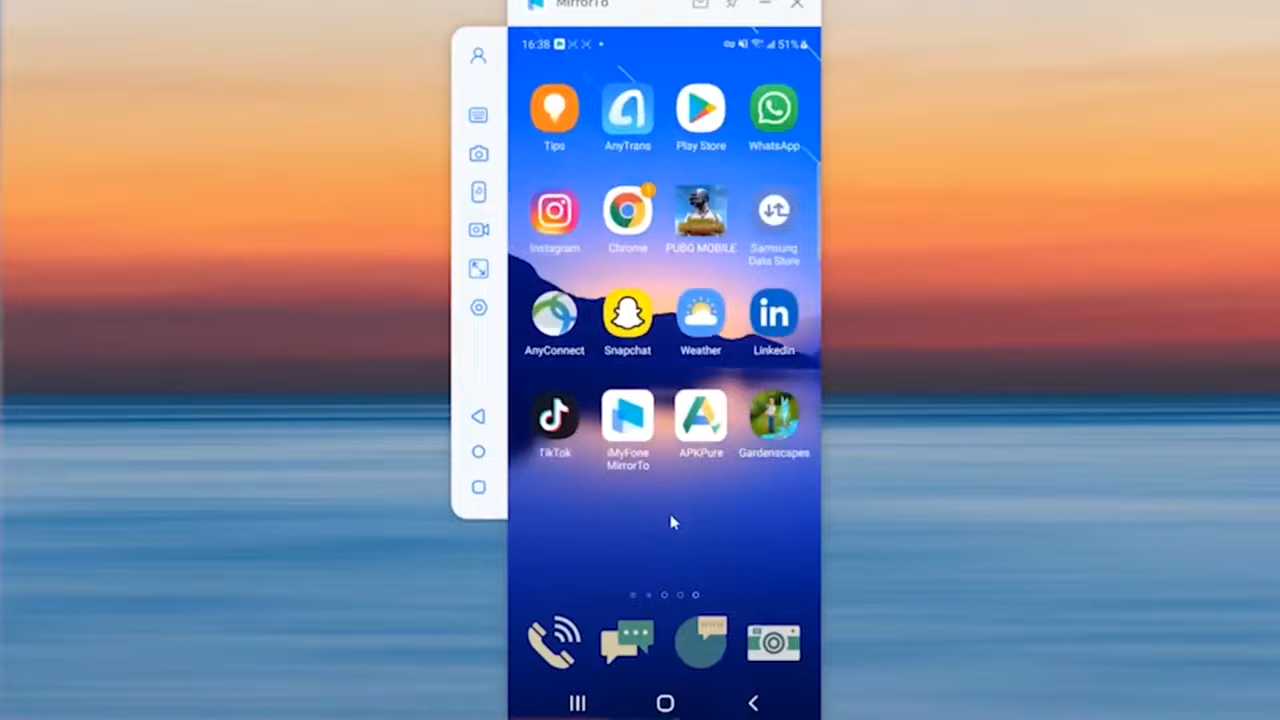 MirrorTo
16:38
51%
Tips
AnyTrans
Play Store
WhatsApp
Instagram
Chrome
PUBG MOBILE
Samsung
Data Store
AnyConnect
Snapchat
Weather
LinkedIn
TikTok
iMyFone
MirrorTo
APKPure
Gardenscapes